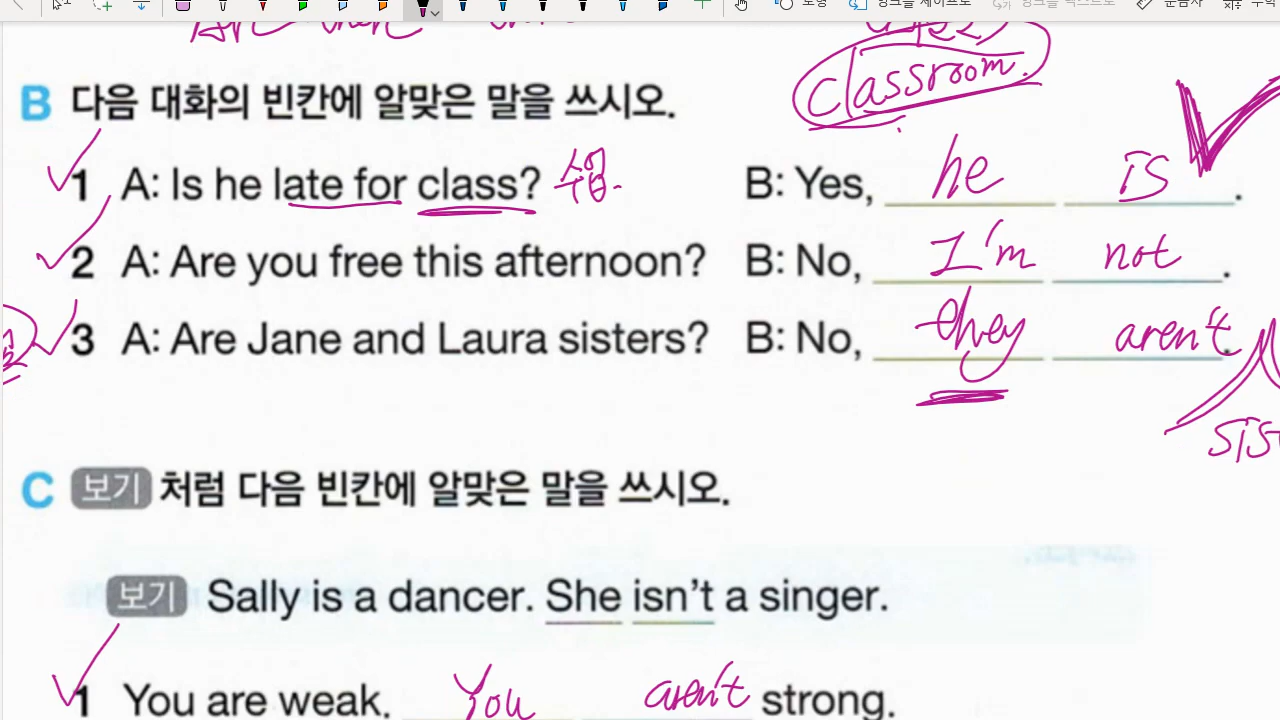 classroom.
B 다음 대화의 빈칸에 알맞은 말을 쓰시오.
1 A: Is he late for class? 수업. B: Yes, he is.
2 A: Are you free this afternoon? B: No, I'm not.
3 A: Are Jane and Laura sisters? B: No, they aren't.
C 보기 처럼 다음 빈칸에 알맞은 말을 쓰시오.
보기 Sally is a dancer. She isn't a singer.
1 You are weak. You aren't strong.